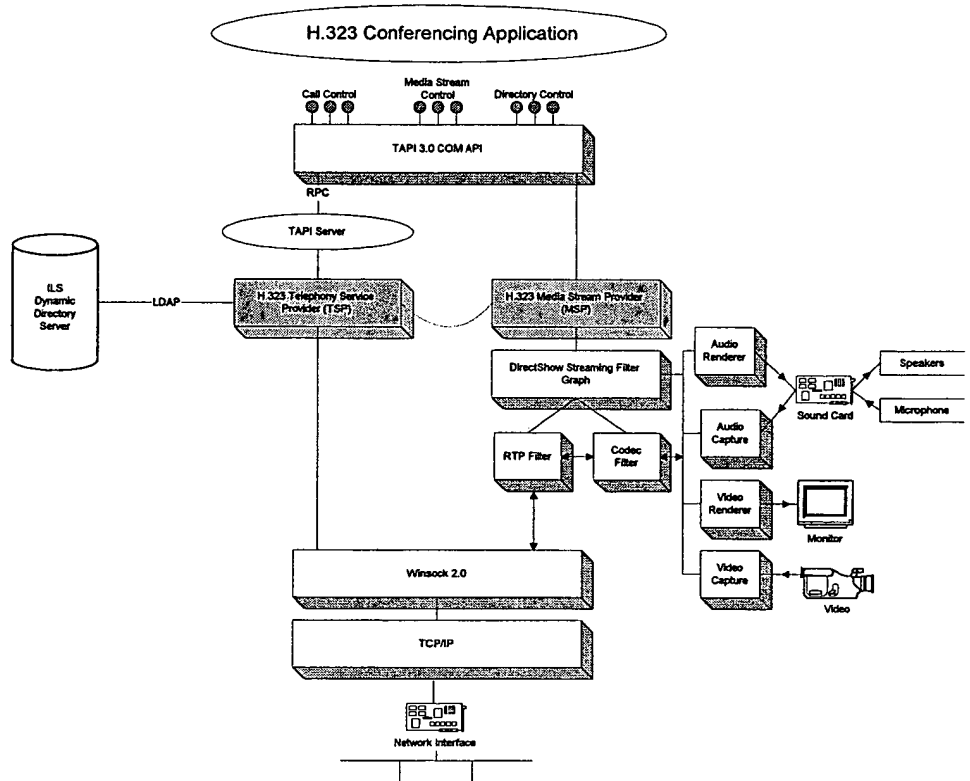 H.323 Conferencing Application
Call Control
Media Stream
Control
Directory Control
TAPI 3.0 COM API
RPC
TAPI Server
ILS
Dynamic
Directory
Server
LDAP
H.323 Telephony Service
Provider (TSP)
H.323 Media Stream Provider
(MSP)
DirectShow Streaming Filter
Graph
Audio
Renderer
Speakers
Sound Card
Microphone
Audio
Capture
RTP Filter
Codec
Filter
Video
Renderer
Monitor
Winsock 2.0
Video
Capture
Video
TCP/IP
Network Interface